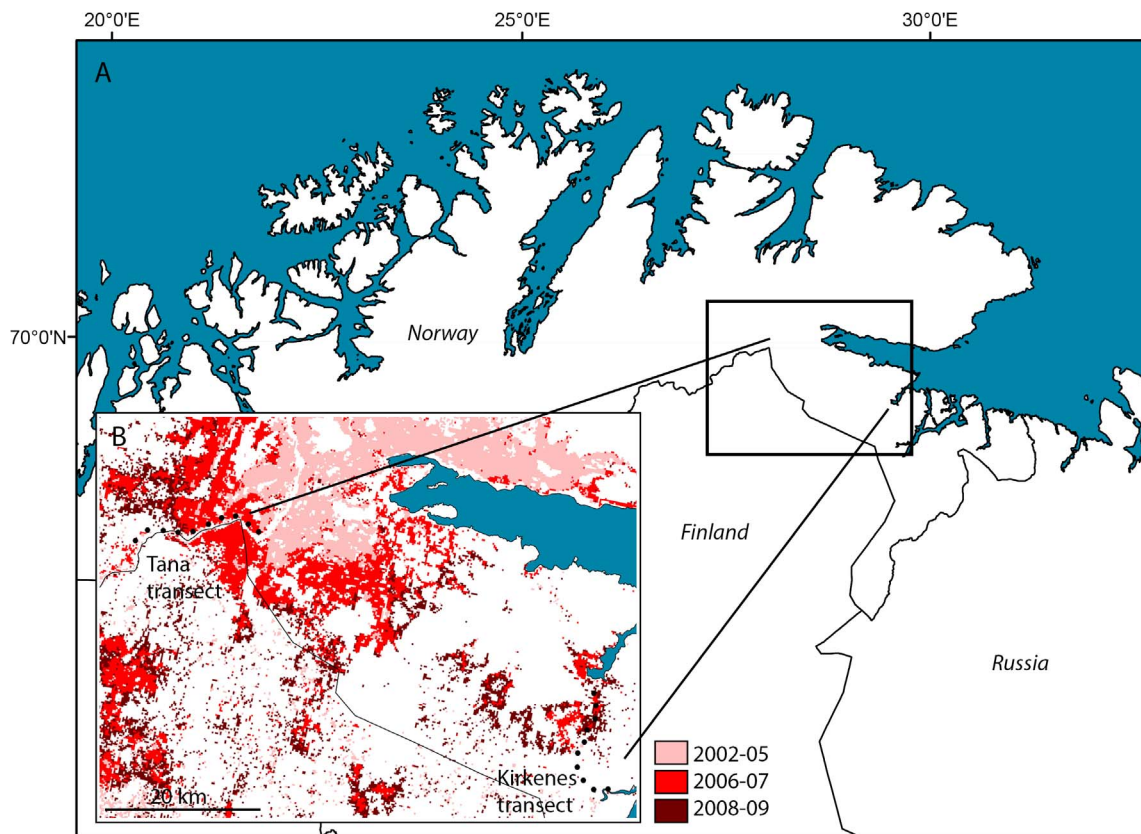 20°0'E
25°0'E
30°0'E
A
70°0'N
Norway
B
Finland
Tana
transect
Russia
2002-05
2006-07
2008-09
Kirkenes
transect
20 km